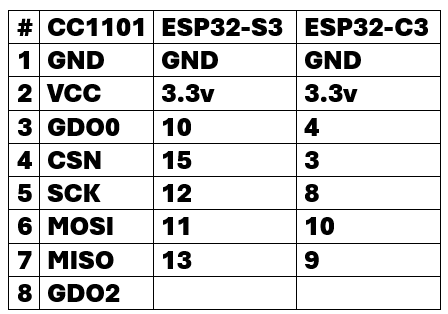 # CC1101 ESP32-S3 ESP32-C3
1 GND GND GND
2 VCC 3.3v 3.3v
3 GDO0 10 4
4 CSN 15 3
5 SCK 12 8
6 MOSI 11 10
7 MISO 13 9
8 GDO2